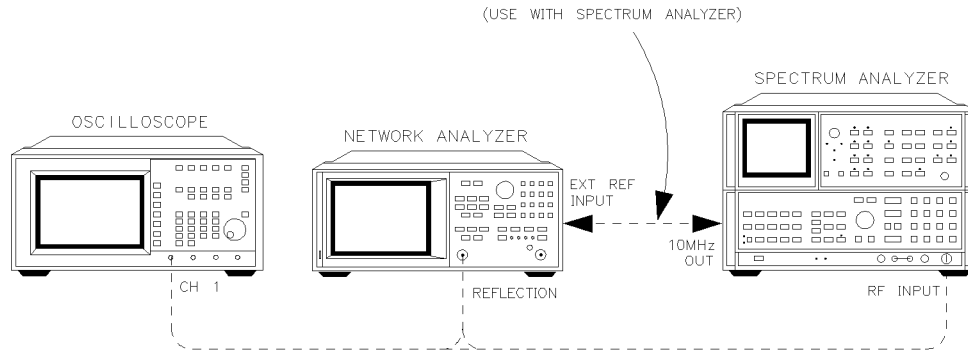 (USE WITH SPECTRUM ANALYZER)
SPECTRUM ANALYZER
OSCILLOSCOPE
NETWORK ANALYZER
EXT REF
INPUT
10MHz
OUT
CH 1
REFLECTION
RF INPUT